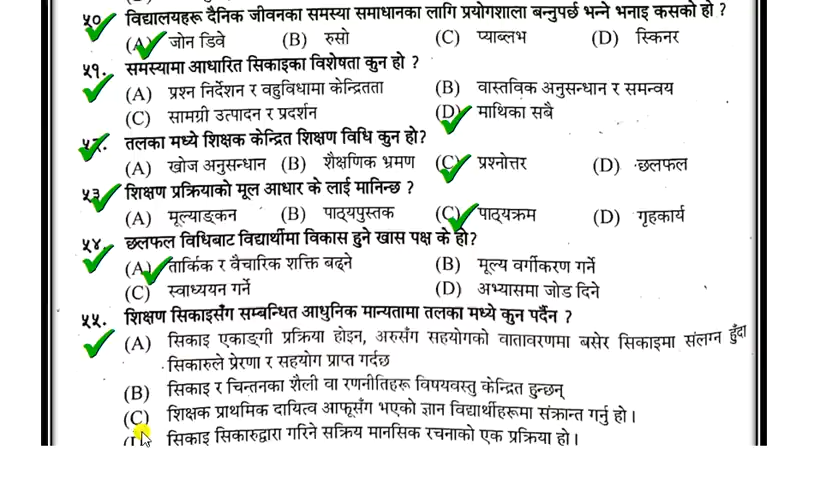 ५० विद्यालयहरू दैनिक जीवनका समस्या समाधानका लागि प्रयोगशाला बन्नुपर्छ भन्ने भनाइ कसको हो ?
(A) जोन डिवे (B) रुसो (C) प्याब्लभ (D) स्किनर
५१. समस्यामा आधारित सिकाइका विशेषता कुन हो ?
(A) प्रश्न निर्देशन र वहुविधामा केन्द्रितता (B) वास्तविक अनुसन्धान र समन्वय
(C) सामग्री उत्पादन र प्रदर्शन (D) माथिका सबै
५२. तलका मध्ये शिक्षक केन्द्रित शिक्षण विधि कुन हो?
(A) खोज अनुसन्धान (B) शैक्षणिक भ्रमण (C) प्रश्नोत्तर (D) छलफल
५३ शिक्षण प्रक्रियाको मूल आधार के लाई मानिन्छ ?
(A) मूल्याङ्कन (B) पाठ्यपुस्तक (C) पाठ्यक्रम (D) गृहकार्य
५४. छलफल विधिबाट विद्यार्थीमा विकास हुने खास पक्ष के हो?
(A) तार्किक र वैचारिक शक्ति बढ्ने (B) मूल्य वर्गीकरण गर्ने
(C) स्वाध्ययन गर्ने (D) अभ्यासमा जोड दिने
५५. शिक्षण सिकाइसँग सम्बन्धित आधुनिक मान्यतामा तलका मध्ये कुन पर्दैन ?
(A) सिकाइ एकाङ्गी प्रक्रिया होइन, अरुसँग सहयोगको वातावरणमा बसेर सिकाइमा संलग्न हुँदा
सिकारुले प्रेरणा र सहयोग प्राप्त गर्दछ
(B) सिकाइ र चिन्तनका शैली वा रणनीतिहरू विषयवस्तु केन्द्रित हुन्छन्
(C) शिक्षक प्राथमिक दायित्व आफूसँग भएको ज्ञान विद्यार्थीहरूमा संक्रान्त गर्नु हो।
सिकाइ सिकारुद्वारा गरिने सक्रिय मानसिक रचनाको एक प्रक्रिया हो।